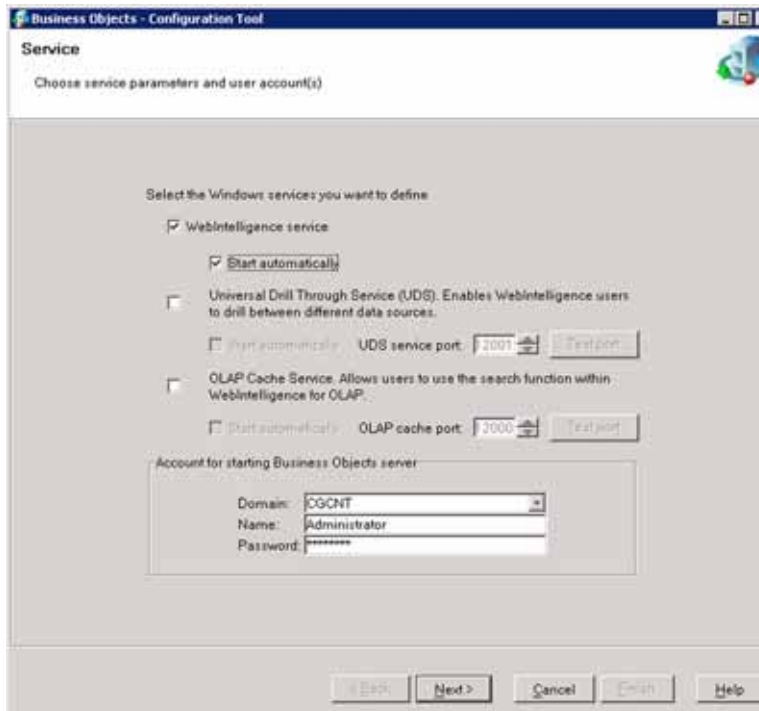 Business Objects - Configuration Tool
Service
Choose service parameters and user account(s)
Select the Windows services you want to define
WebIntelligence service
Start automatically
Universal Drill Through Service (UDS). Enables WebIntelligence users
to drill between different data sources.
Start automatically UDS service port: 2001 Test port
OLAP Cache Service. Allows users to use the search function within
WebIntelligence for OLAP.
Start automatically OLAP cache port: 2000 Test port
Account for starting Business Objects server
Domain: CGCNT
Name: Administrator
Password: ********
< Back Next > Cancel Finish Help